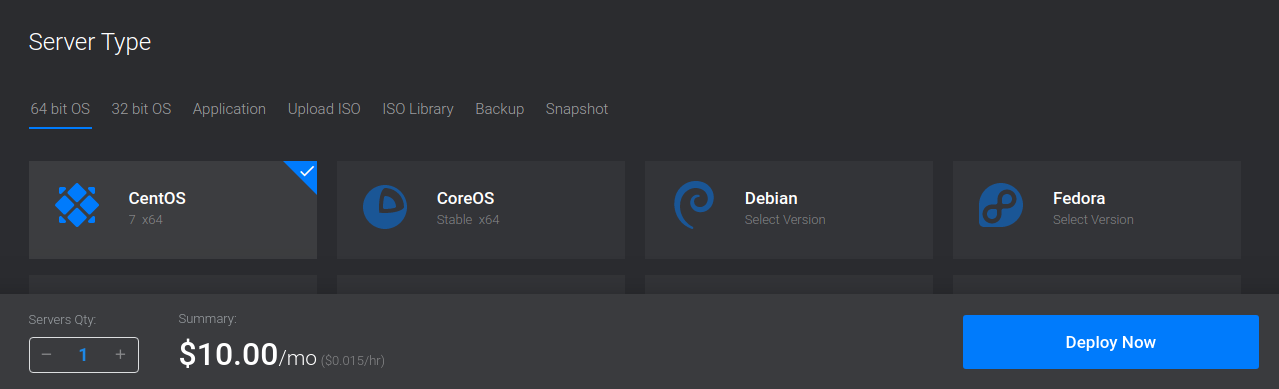 Server Type
64 bit OS 32 bit OS Application Upload ISO ISO Library Backup Snapshot
CentOS
7 x64
CoreOS
Stable x64
Debian
Select Version
Fedora
Select Version
Servers Qty:
− 1 +
Summary:
$10.00/mo ($0.015/hr)
Deploy Now